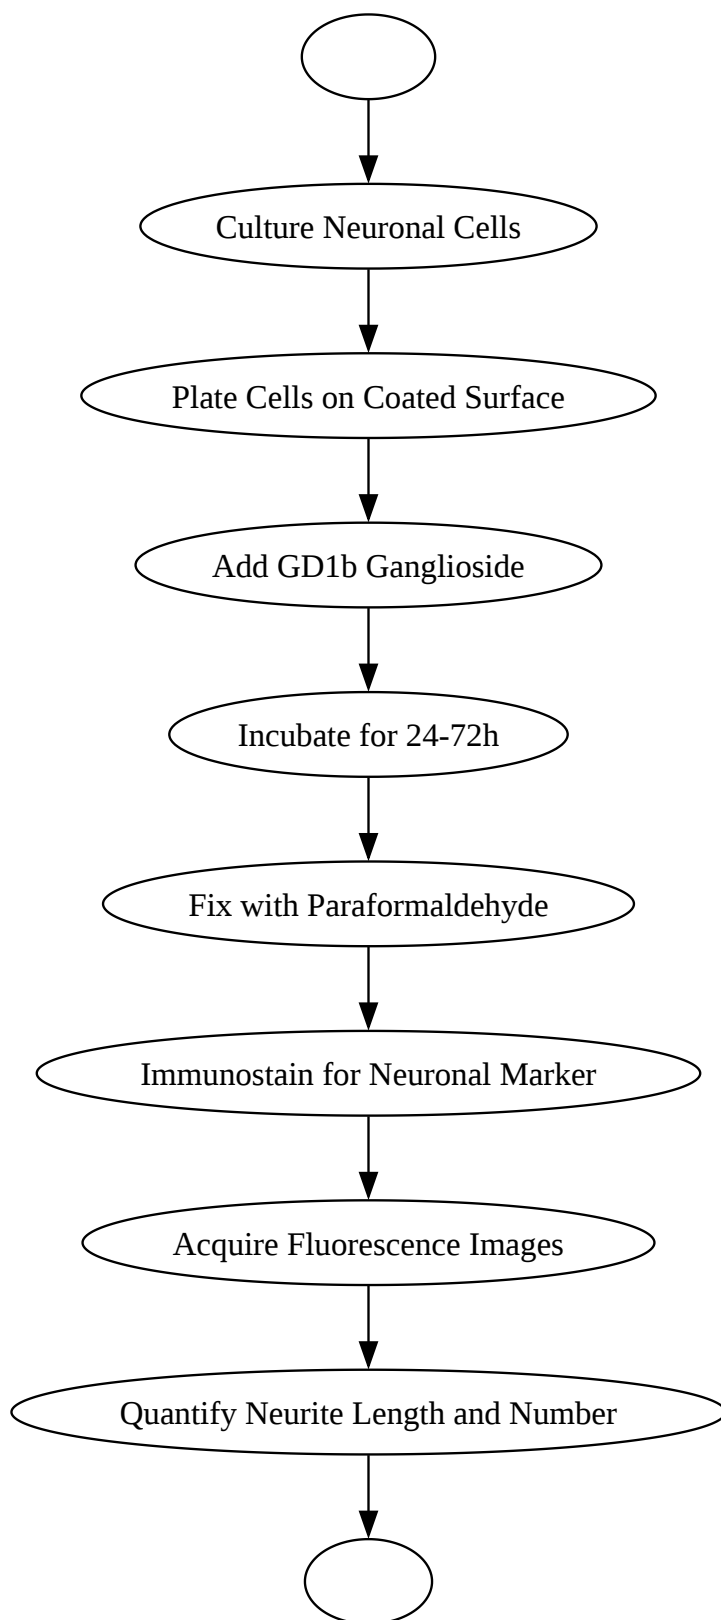 Culture Neuronal Cells
Plate Cells on Coated Surface
Add GD1b Ganglioside
Incubate for 24-72h
Fix with Paraformaldehyde
Immunostain for Neuronal Marker
Acquire Fluorescence Images
Quantify Neurite Length and Number